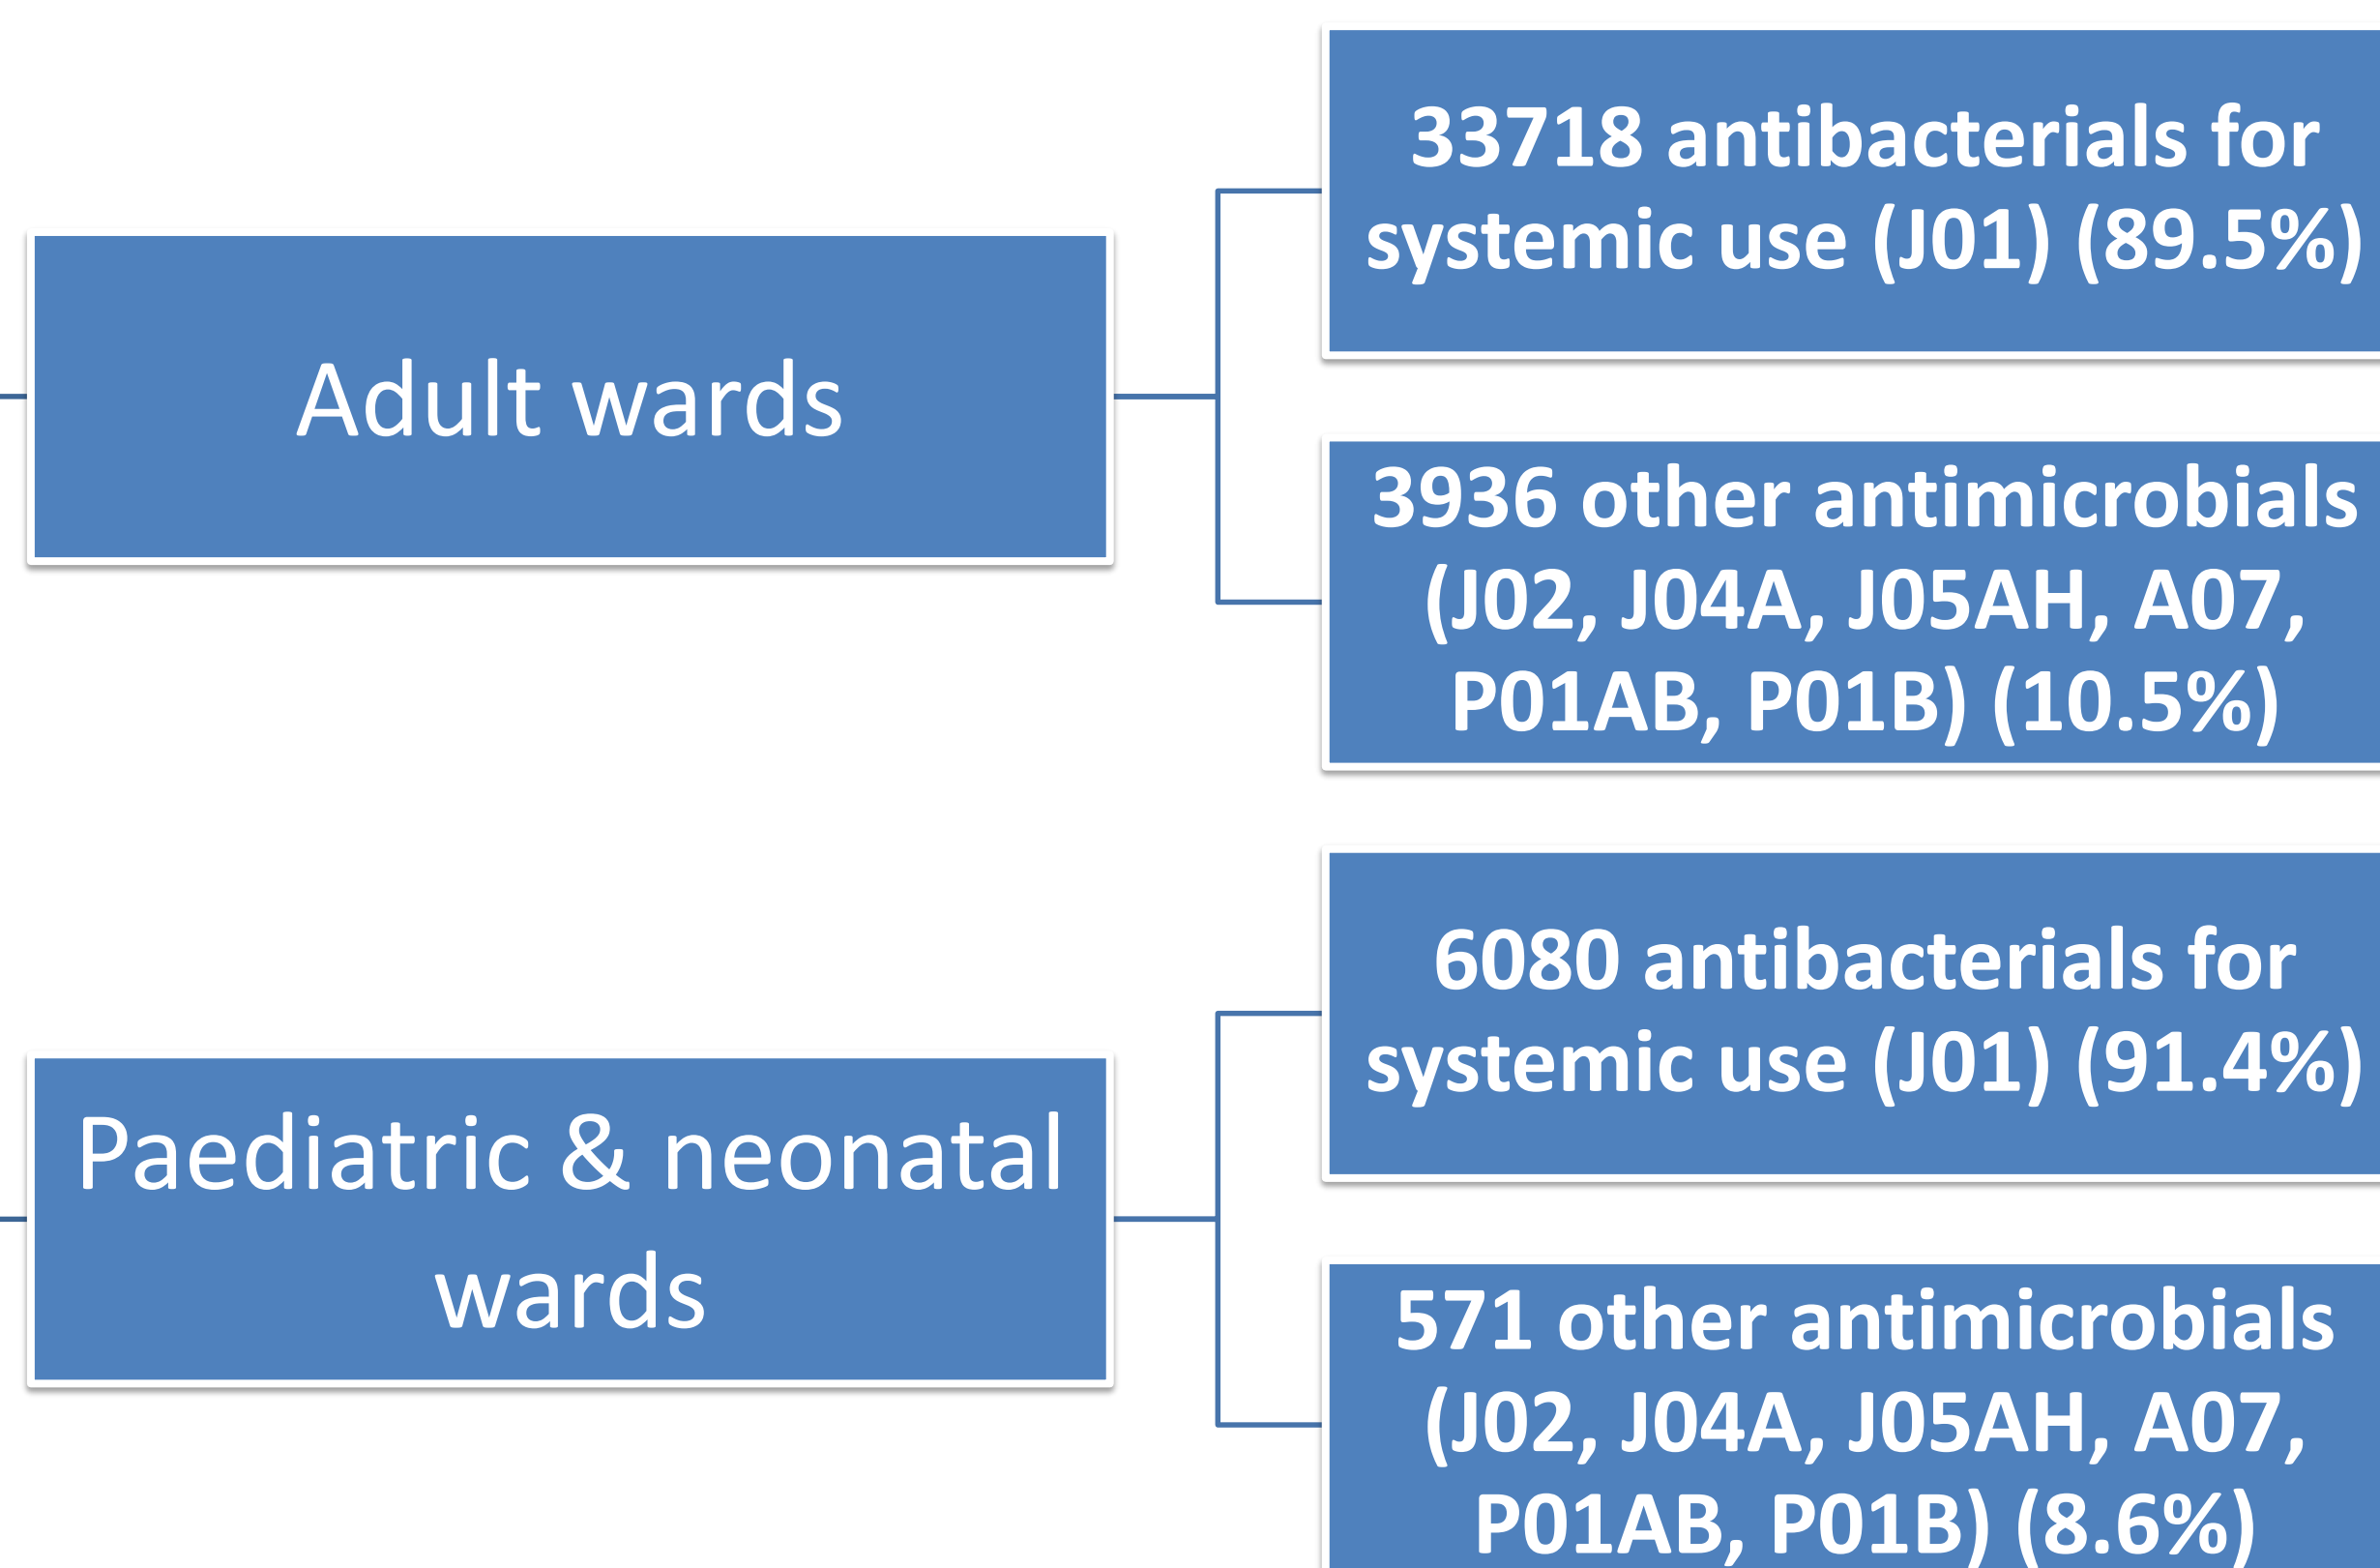 Adult wards
33718 antibacterials for
systemic use (J01) (89.5%)
3936 other antimicrobials
(J02, J04A, J05AH, A07,
P01AB, P01B) (10.5%)
Paediatric & neonatal
wards
6080 antibacterials for
systemic use (J01) (91.4%)
571 other antimicrobials
(J02, J04A, J05AH, A07,
P01AB, P01B) (8.6%)